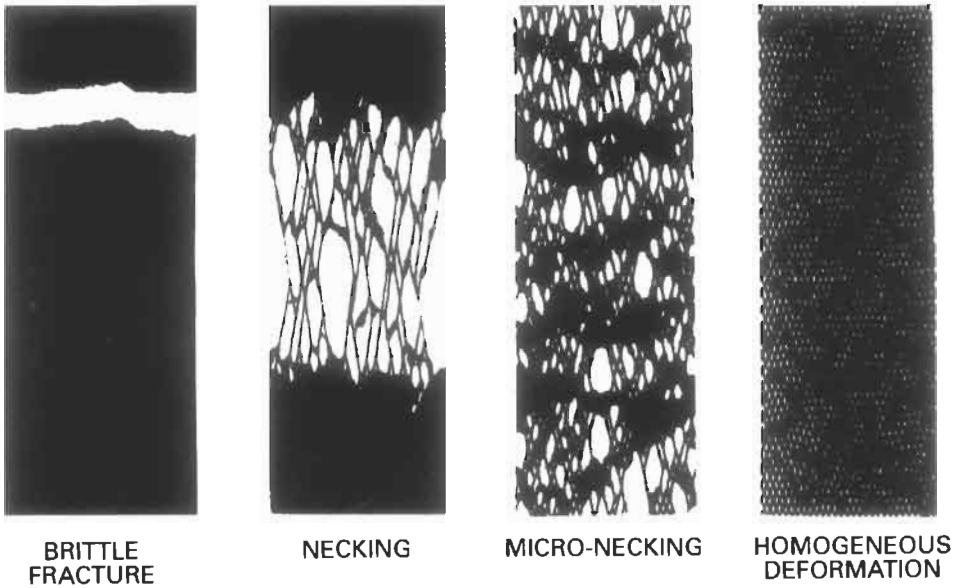 BRITTLE
FRACTURE
NECKING
MICRO-NECKING
HOMOGENEOUS
DEFORMATION